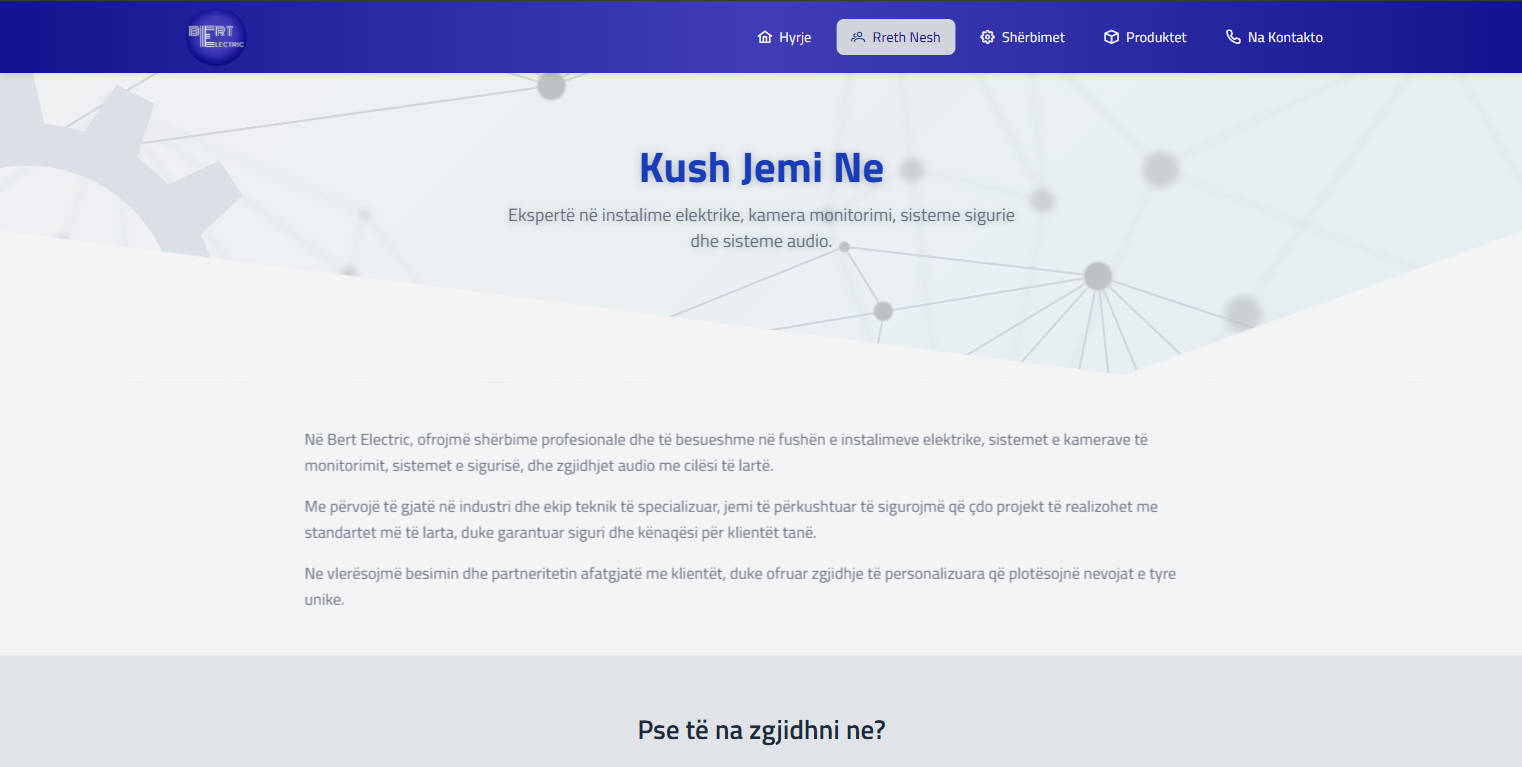 BERT
ELECTRIC
Hyrje
Rreth Nesh
Shërbimet
Produktet
Na Kontakto
Kush Jemi Ne
Ekspertë në instalime elektrike, kamera monitorimi, sisteme sigurie
dhe sisteme audio.
Në Bert Electric, ofrojmë shërbime profesionale dhe të besueshme në fushën e instalimeve elektrike, sistemet e kamerave të
monitorimit, sistemet e sigurisë, dhe zgjidhjet audio me cilësi të lartë.
Me përvojë të gjatë në industri dhe ekip teknik të specializuar, jemi të përkushtuar të sigurojmë që çdo projekt të realizohet me
standartet më të larta, duke garantuar siguri dhe kënaqësi për klientët tanë.
Ne vlerësojmë besimin dhe partneritetin afatgjatë me klientët, duke ofruar zgjidhje të personalizuara që plotësojnë nevojat e tyre
unike.
Pse të na zgjidhni ne?